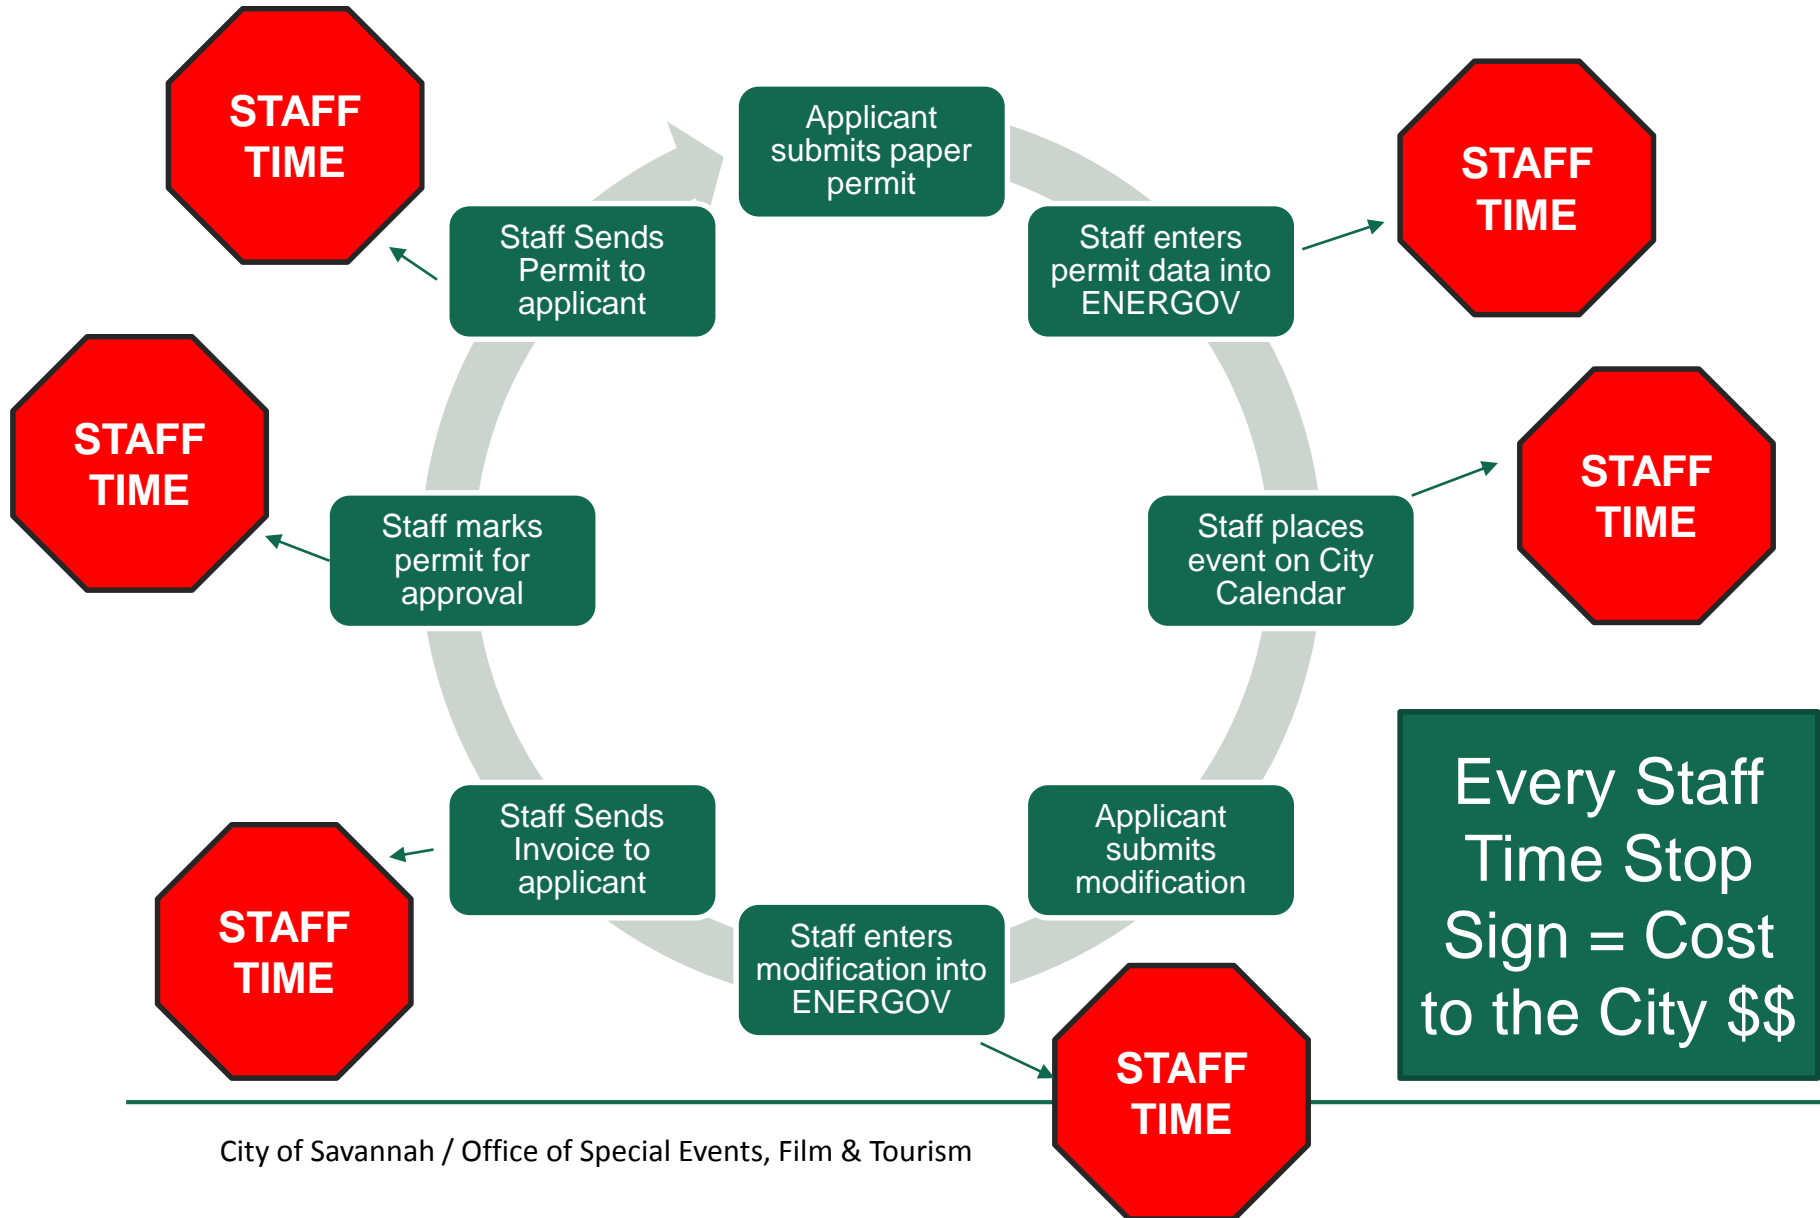 Applicant
submits paper
permit
Staff enters
permit data into
ENERGOV
STAFF
TIME
Staff places
event on City
Calendar
STAFF
TIME
Applicant
submits
modification
Staff enters
modification into
ENERGOV
STAFF
TIME
Staff Sends
Invoice to
applicant
STAFF
TIME
Staff marks
permit for
approval
STAFF
TIME
Staff Sends
Permit to
applicant
STAFF
TIME
Every Staff
Time Stop
Sign = Cost
to the City $$
City of Savannah / Office of Special Events, Film & Tourism